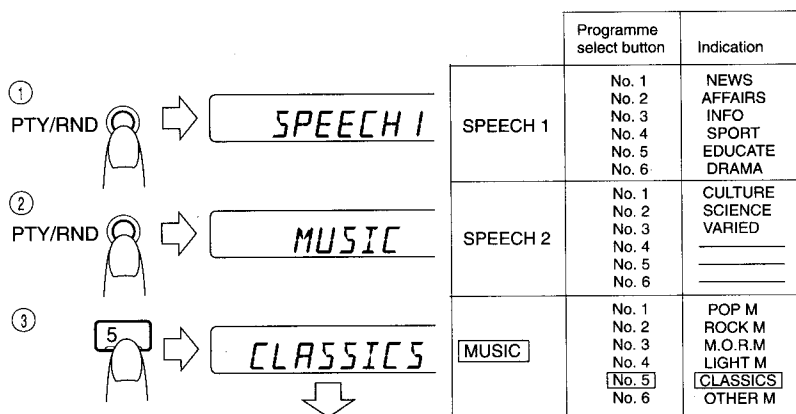 ①
PTY/RND
SPEECH 1
②
PTY/RND
MUSIC
③
5
CLASSICS
Programme select button Indication
SPEECH 1
No. 1 NEWS
No. 2 AFFAIRS
No. 3 INFO
No. 4 SPORT
No. 5 EDUCATE
No. 6 DRAMA
SPEECH 2
No. 1 CULTURE
No. 2 SCIENCE
No. 3 VARIED
No. 4
No. 5
No. 6
MUSIC
No. 1 POP M
No. 2 ROCK M
No. 3 M.O.R.M
No. 4 LIGHT M
No. 5 CLASSICS
No. 6 OTHER M